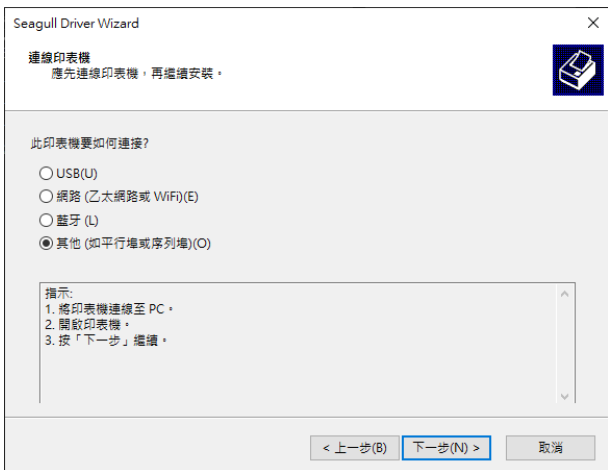 Seagull Driver Wizard
連線印表機
應先連線印表機，再繼續安裝。
此印表機要如何連接?
USB(U)
網路 (乙太網路或 WiFi)(E)
藍牙 (L)
其他 (如平行埠或序列埠)(O)
指示:
1. 將印表機連線至 PC。
2. 開啟印表機。
3. 按「下一步」繼續。
< 上一步(B) 下一步(N) > 取消